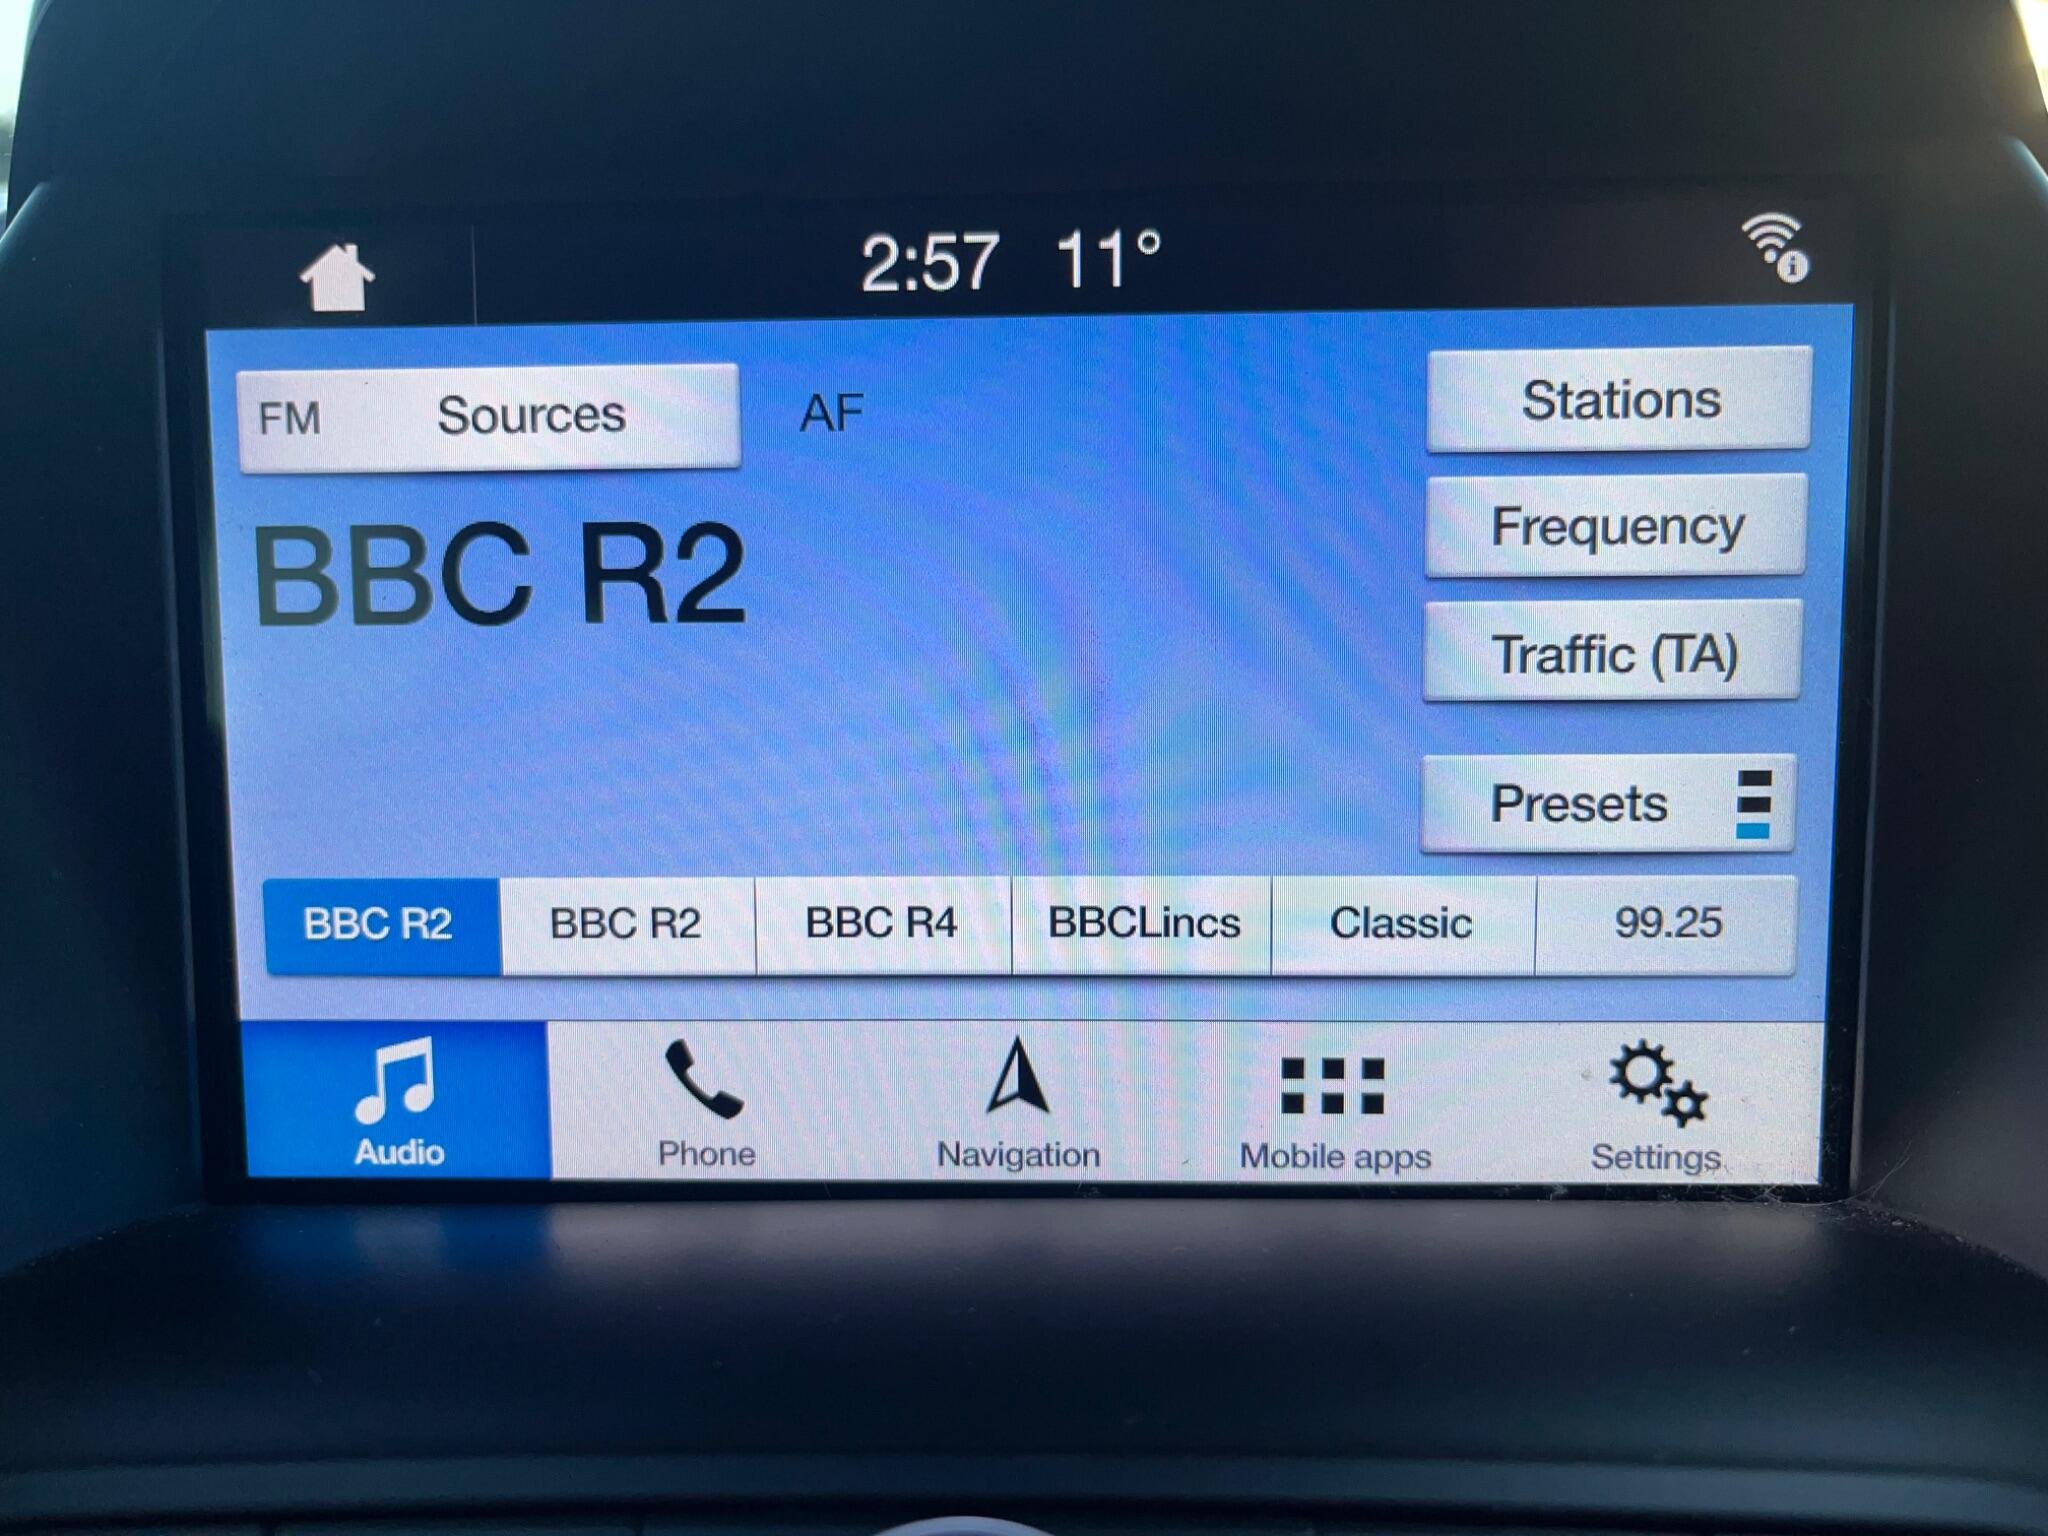 2:57 11°
FM Sources AF
Stations
BBC R2
Frequency
Traffic (TA)
Presets
BBC R2 BBC R2 BBC R4 BBCLincs Classic 99.25
Audio Phone Navigation Mobile apps Settings